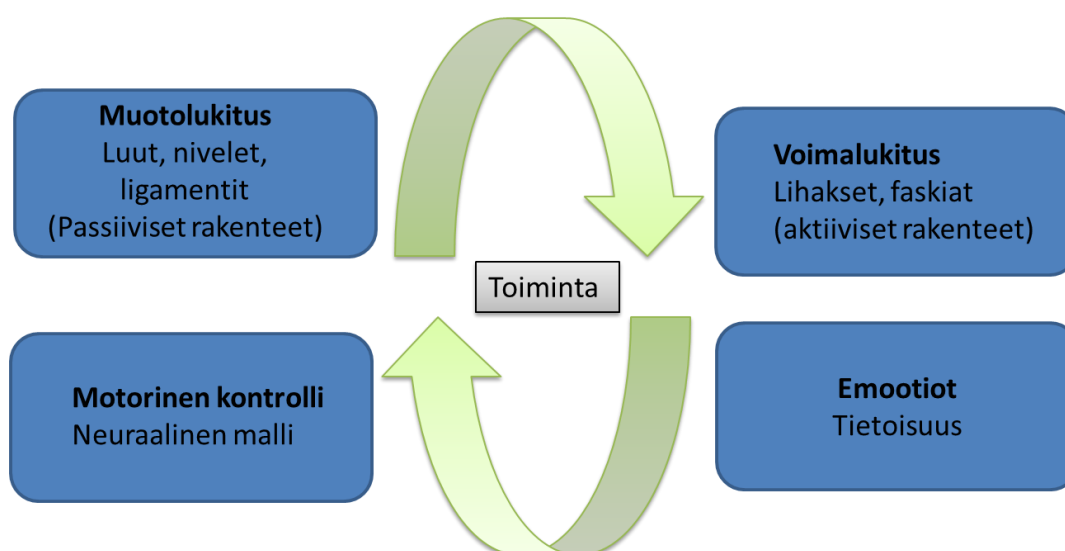 Muotolukitus
Luut, nivelet,
ligamentit
(Passiiviset rakenteet)
Voimalukitus
Lihakset, faskiat
(aktiiviset rakenteet)
Toiminta
Motorinen kontrolli
Neuraalinen malli
Emootiot
Tietoisuus